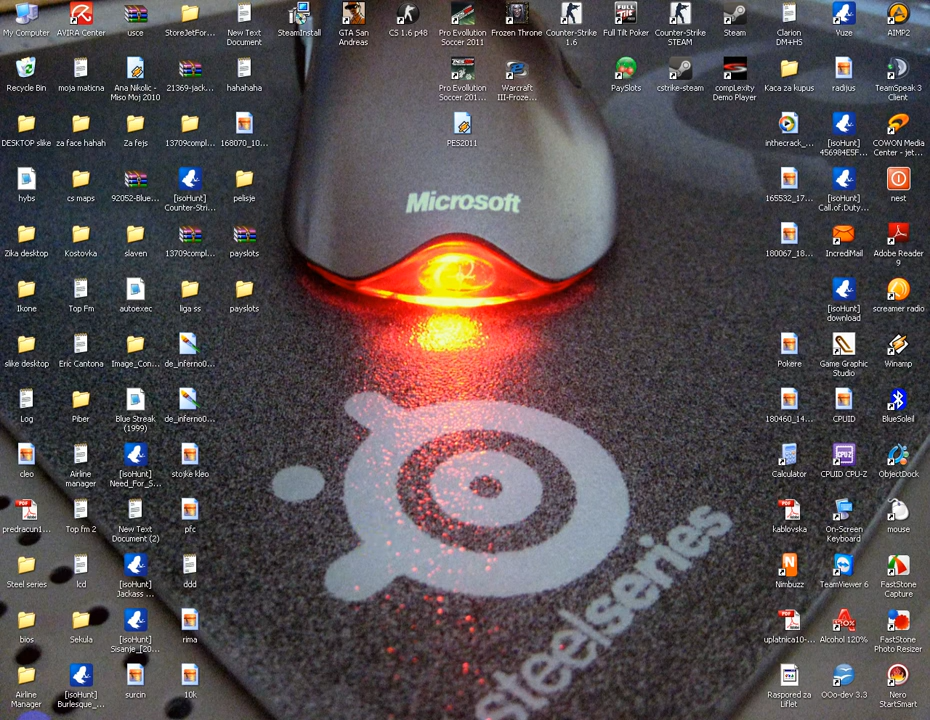 My Computer
AVIRA Center
usce
StoreJetFor...
New Text
Document
SteamInstall
GTA San
Andreas
CS 1.6 p48
Pro Evolution
Soccer 2011
Frozen Throne
Counter-Strike
1.6
Full Tilt Poker
Counter-Strike
STEAM
Steam
Clarion
DM+HS
Yuze
AIMP2
Recycle Bin
moja maticna
Ana Nikolic -
Miso Moj 2010
21369-jack...
hahahaha
Pro Evolution
Soccer 201...
Warcraft
III-Froze...
PaySlots
cstrike-steam
compLexity
Demo Player
Kaca za kupus
radijus
TeamSpeak 3
Client
DESKTOP slike
za face hahah
Za fejs
13709compl...
168070_10...
PES2011
inthecrack_...
[isoHunt]
456984E5F...
COWON Media
Center - jet...
hybs
cs maps
92052-Blue...
[isoHunt]
Counter-Stri...
pelisje
Microsoft
165532_17...
[isoHunt]
Call.of.Duty...
nest
Zika desktop
Kostovka
slaven
13709compl...
payslots
180067_18...
IncrediMail
Adobe Reader
9
Ikone
Top Fm
autoexec
liga ss
payslots
[isoHunt]
download
screamer radio
slike desktop
Eric Cantona
Image_Con...
de_inferno0...
Pokere
Game Graphic
Studio
Winamp
Log
Piber
Blue Streak
(1999)
de_inferno0...
180460_14...
CPUID
BlueSoleil
cleo
Airline
manager
[isoHunt]
Need_For_S...
stojke kleo
Calculator
CPUID CPU-Z
ObjectDock
predracun1...
Top fm 2
New Text
Document (2)
pfc
kablovska
On-Screen
Keyboard
mouse
Steel series
lcd
[isoHunt]
Jackass ...
ddd
Nimbuzz
TeamViewer 6
FastStone
Capture
bios
Sekula
[isoHunt]
Sisanje_[20...
rima
uplatnica10-...
Alcohol 120%
FastStone
Photo Resizer
Airline
Manager
[isoHunt]
Burlesque_...
surcin
10k
steelseries
Raspored za
Liflet
OOo-dev 3.3
Nero
StartSmart